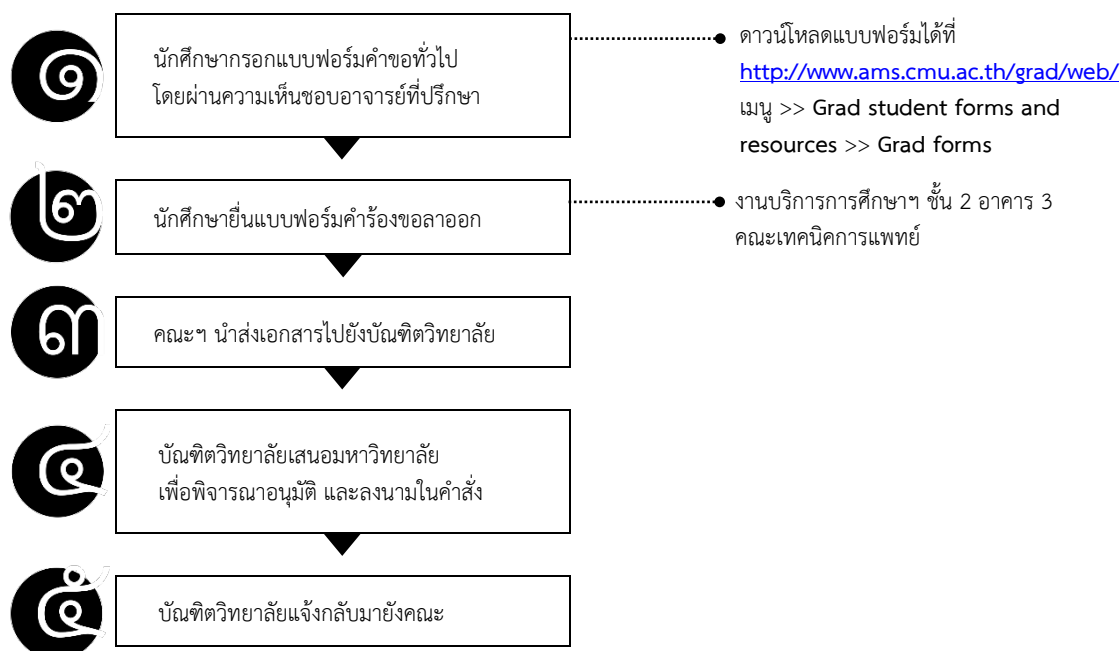 ๑
นักศึกษากรอกแบบฟอร์มคำขอทั่วไป
โดยผ่านความเห็นชอบอาจารย์ที่ปรึกษา
ดาวน์โหลดแบบฟอร์มได้ที่
http://www.ams.cmu.ac.th/grad/web/
เมนู >> Grad student forms and
resources >> Grad forms
๒
นักศึกษายื่นแบบฟอร์มคำร้องขอลาออก
งานบริการการศึกษาฯ ชั้น 2 อาคาร 3
คณะเทคนิคการแพทย์
๓
คณะฯ นำส่งเอกสารไปยังบัณฑิตวิทยาลัย
๔
บัณฑิตวิทยาลัยเสนอมหาวิทยาลัย
เพื่อพิจารณาอนุมัติ และลงนามในคำสั่ง
๕
บัณฑิตวิทยาลัยแจ้งกลับมายังคณะ